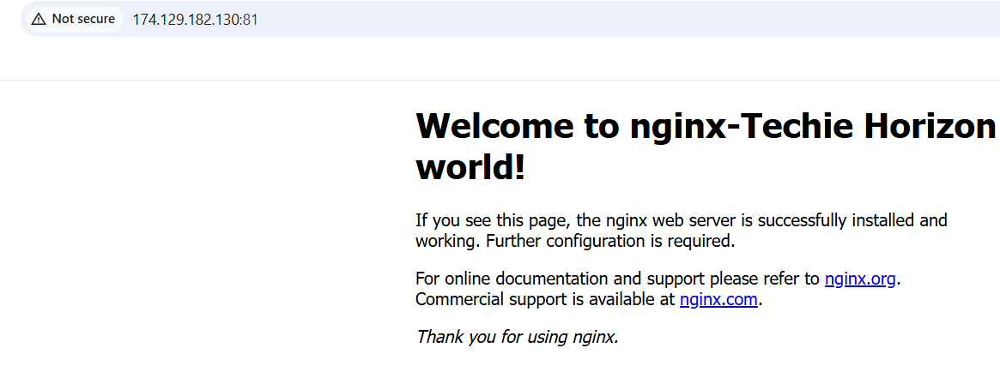 Not secure 174.129.182.130:81
Welcome to nginx-Techie Horizon
world!
If you see this page, the nginx web server is successfully installed and
working. Further configuration is required.
For online documentation and support please refer to nginx.org.
Commercial support is available at nginx.com.
Thank you for using nginx.